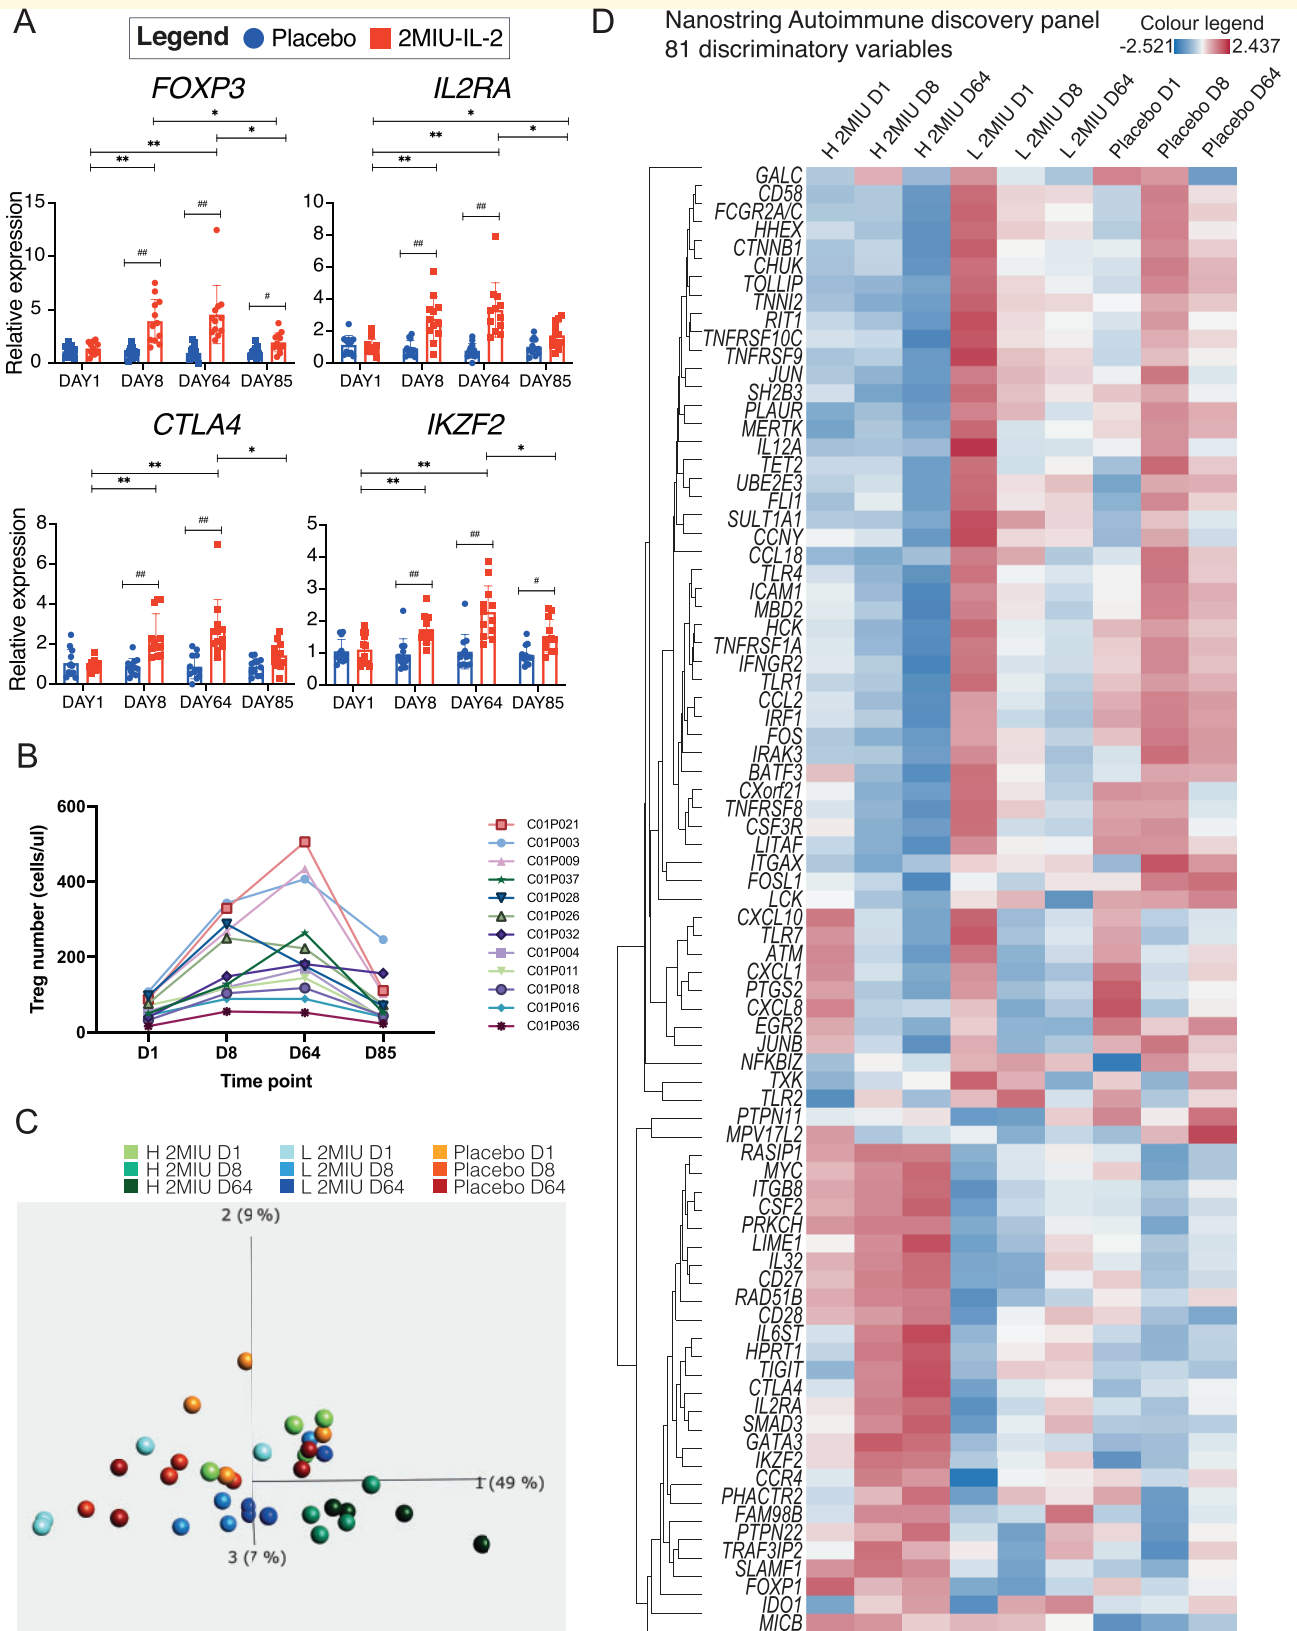 A
Legend Placebo 2MIU-IL-2
FOXP3
*
*
**
**
##
##
#
Relative expression
15
10
5
0
DAY1 DAY8 DAY64 DAY85
IL2RA
*
*
**
**
##
##
10
8
6
4
2
0
DAY1 DAY8 DAY64 DAY85
CTLA4
*
**
**
##
##
Relative expression
8
6
4
2
0
DAY1 DAY8 DAY64 DAY85
IKZF2
*
**
**
##
##
#
5
4
3
2
1
0
DAY1 DAY8 DAY64 DAY85
B
Treg number (cells/ul)
600
400
200
0
D1 D8 D64 D85
Time point
C01P021
C01P003
C01P009
C01P037
C01P028
C01P026
C01P032
C01P004
C01P011
C01P018
C01P016
C01P036
C
H 2MIU D1 L 2MIU D1 Placebo D1
H 2MIU D8 L 2MIU D8 Placebo D8
H 2MIU D64 L 2MIU D64 Placebo D64
2 (9 %)
1 (49 %)
3 (7 %)
D
Nanostring Autoimmune discovery panel
81 discriminatory variables
Colour legend
-2.521 2.437
H 2MIU D1
H 2MIU D8
H 2MIU D64
L 2MIU D1
L 2MIU D8
L 2MIU D64
Placebo D1
Placebo D8
Placebo D64
GALC
CD58
FCGR2A/C
HHEX
CTNNB1
CHUK
TOLLIP
TNNI2
RIT1
TNFRSF10C
TNFRSF9
JUN
SH2B3
PLAUR
MERTK
IL12A
TET2
UBE2E3
FLI1
SULT1A1
CCNY
CCL18
TLR4
ICAM1
MBD2
HCK
TNFRSF1A
IFNGR2
TLR1
CCL2
IRF1
FOS
IRAK3
BATF3
CXorf21
TNFRSF8
CSF3R
LITAF
ITGAX
FOSL1
LCK
CXCL10
TLR7
ATM
CXCL1
PTGS2
CXCL8
EGR2
JUNB
NFKBIZ
TXK
TLR2
PTPN11
MPV17L2
RASIP1
MYC
ITGB8
CSF2
PRKCH
LIME1
IL32
CD27
RAD51B
CD28
IL6ST
HPRT1
TIGIT
CTLA4
IL2RA
SMAD3
GATA3
IKZF2
CCR4
PHACTR2
FAM98B
PTPN22
TRAF3IP2
SLAMF1
FOXP1
IDO1
MICB